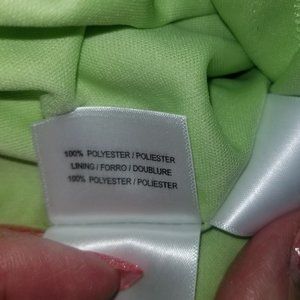 100% POLYESTER / POLIESTER
LINING / FORRO / DOUBLURE
100% POLYESTER / POLIESTER